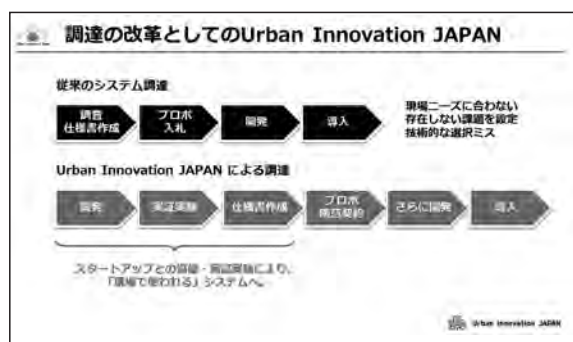 調達の改革としてのUrban Innovation JAPAN
従来のシステム調達
調査
仕様書作成
プロポ
入札
開発
導入
現場ニーズに合わない
存在しない課題を設定
技術的な選択ミス
Urban Innovation JAPAN による調達
開発
実証実験
仕様書作成
プロポ
随意契約
さらに開発
導入
スタートアップとの協働・実証実験により、
「現場で使われる」システムへ。
Urban Innovation JAPAN